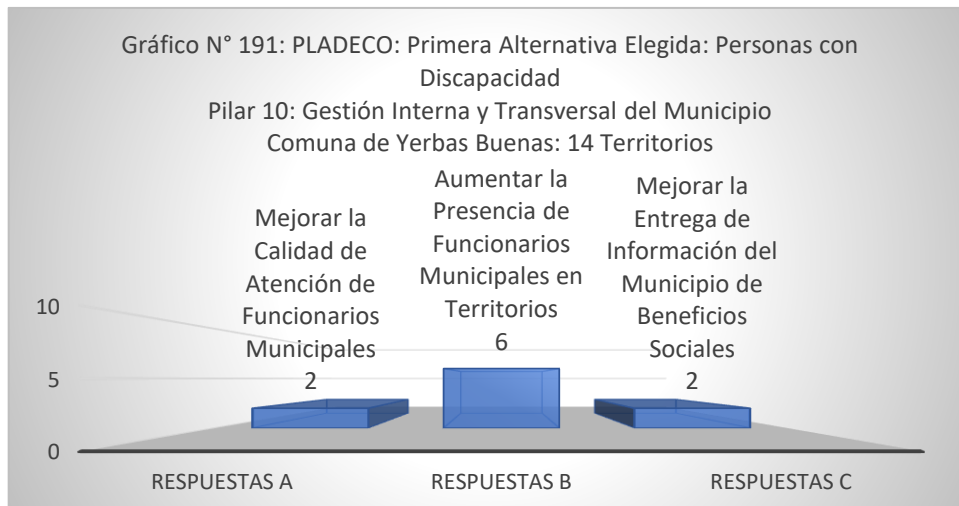 Gráfico N° 191: PLADECO: Primera Alternativa Elegida: Personas con
Discapacidad
Pilar 10: Gestión Interna y Transversal del Municipio
Comuna de Yerbas Buenas: 14 Territorios
Mejorar la
Calidad de
Atención de
Funcionarios
Municipales
2
Aumentar la
Presencia de
Funcionarios
Municipales en
Territorios
6
Mejorar la
Entrega de
Información del
Municipio de
Beneficios
Sociales
2
10
5
0
RESPUESTAS A
RESPUESTAS B
RESPUESTAS C